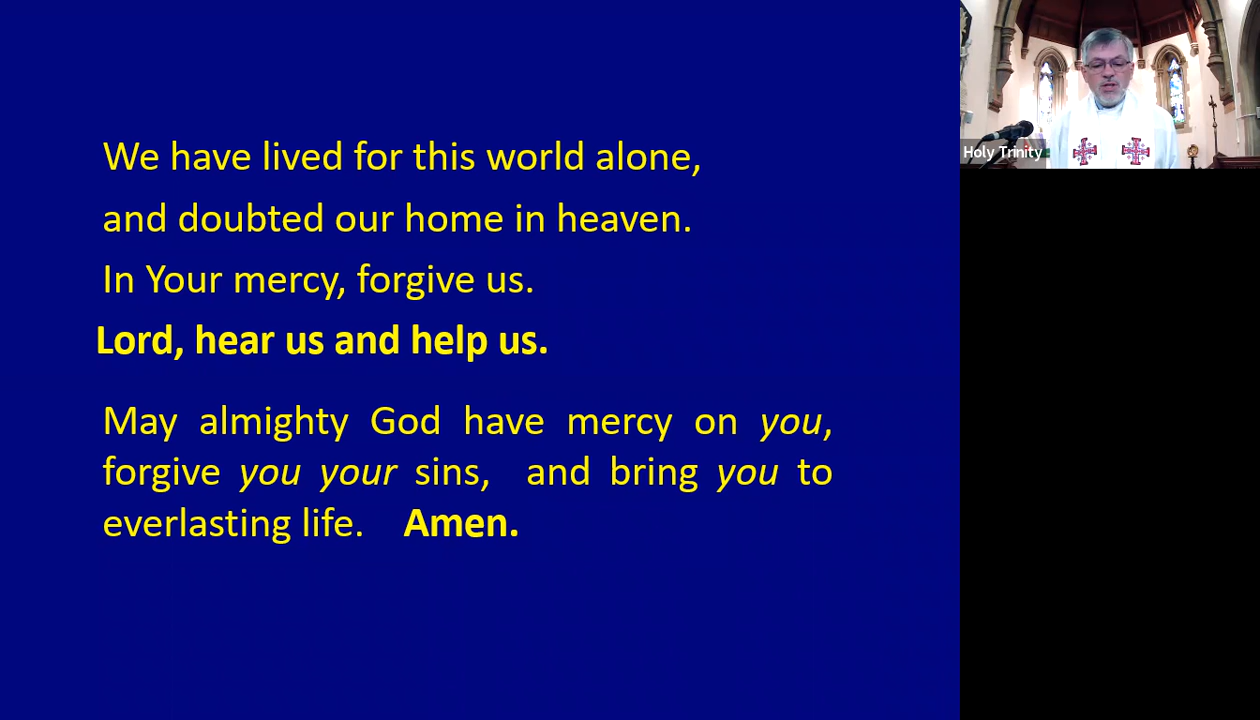 We have lived for this world alone,
and doubted our home in heaven.
In Your mercy, forgive us.
Lord, hear us and help us.
May almighty God have mercy on you,
forgive you your sins, and bring you to
everlasting life. Amen.
Holy Trinity